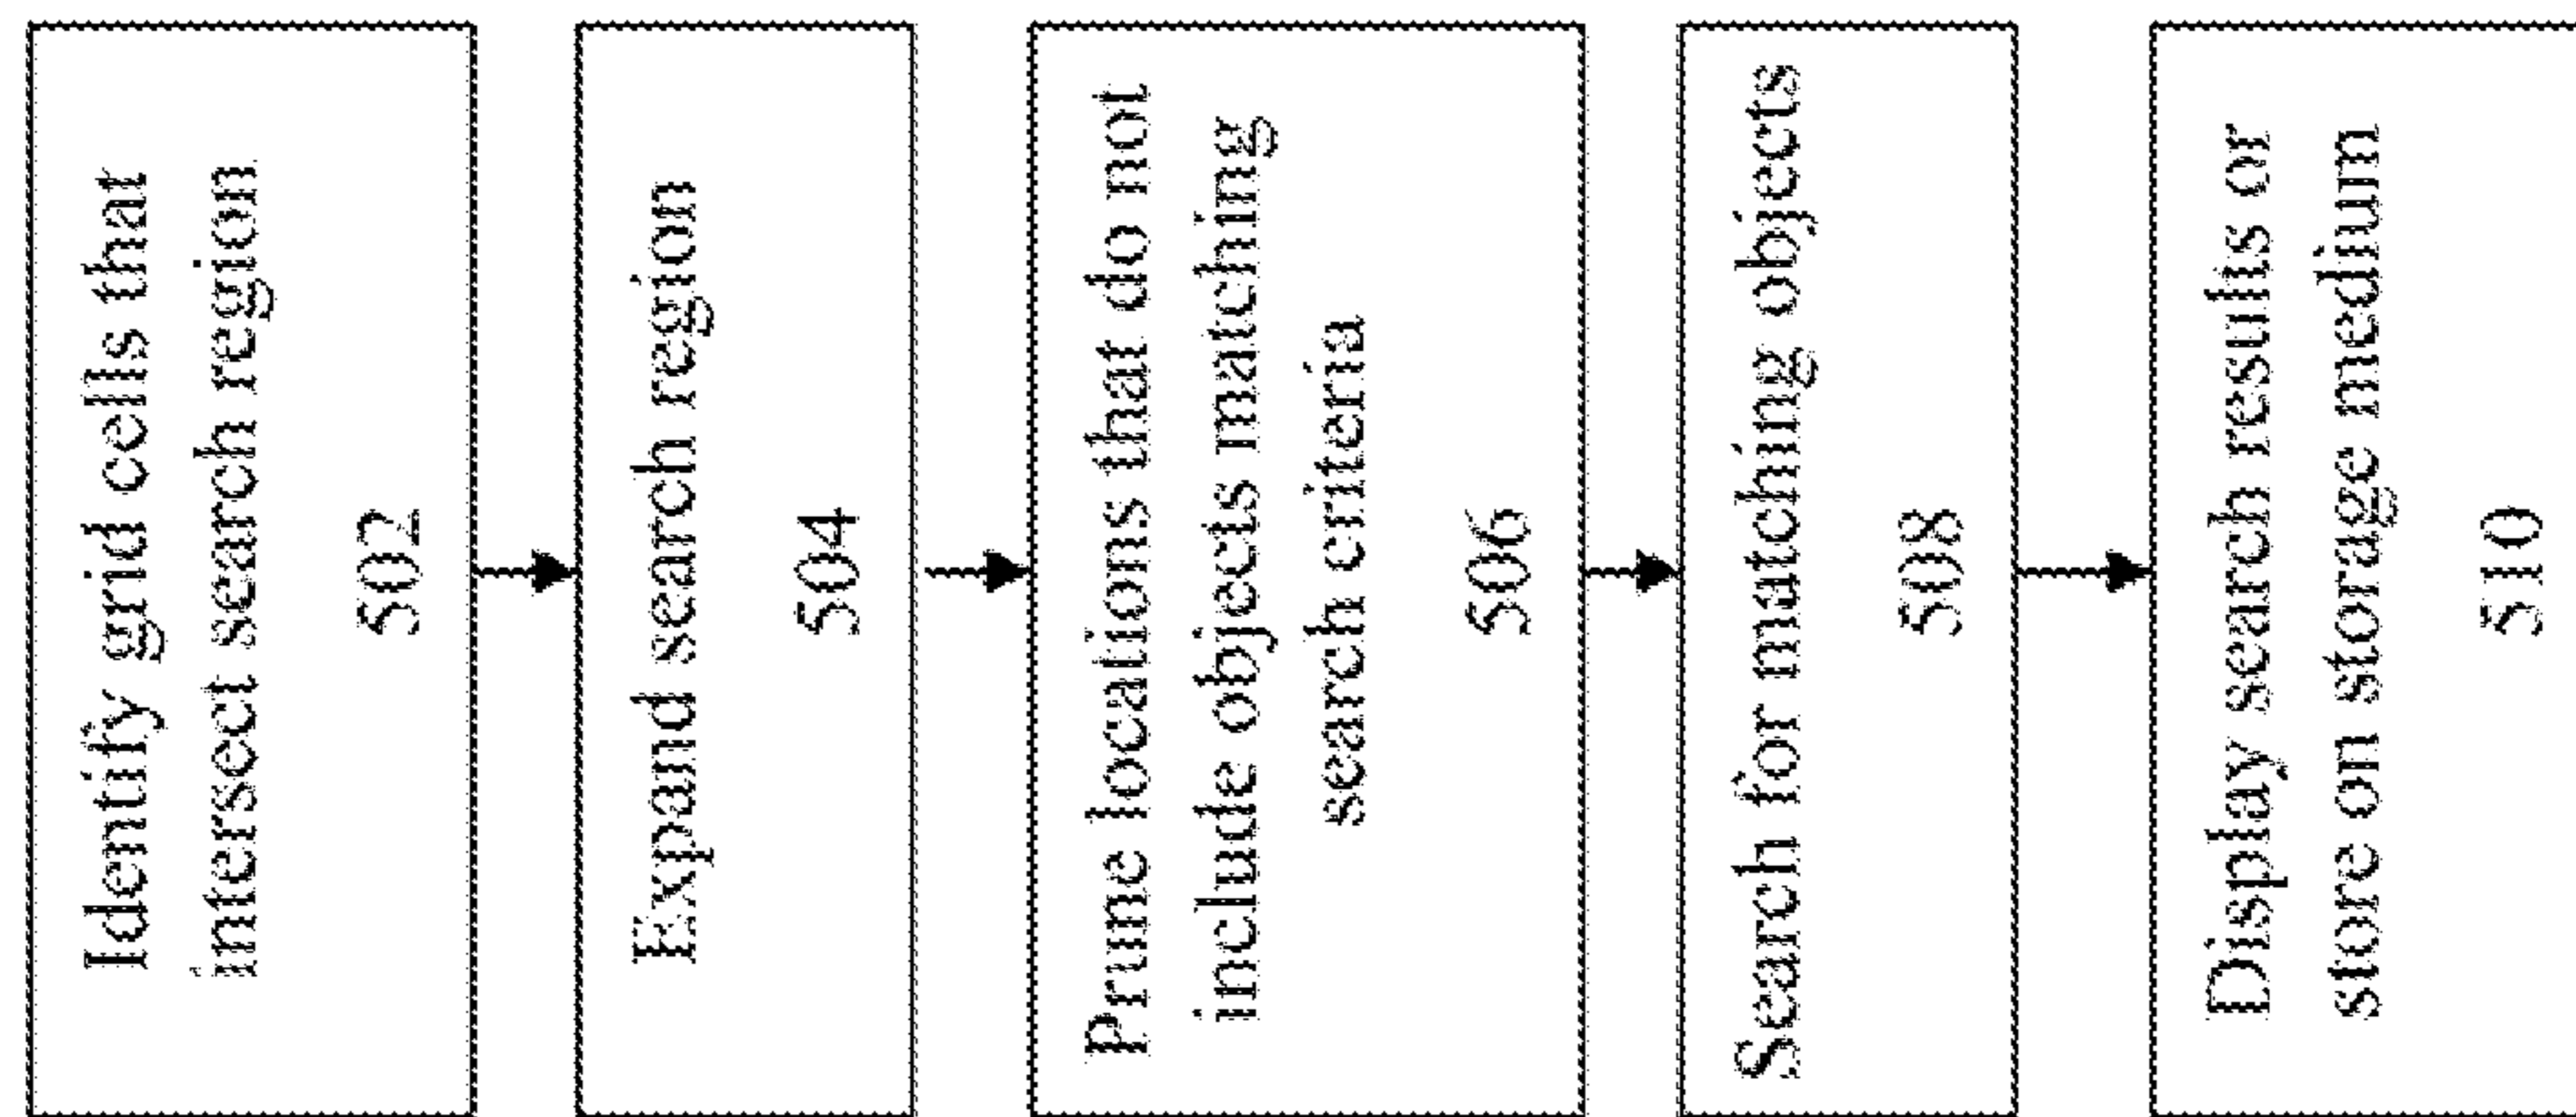 Identify grid cells that
intersect search region
502
Expand search region
504
Prune locations that do not
include objects matching
search criteria
506
Search for matching objects
508
Display search results or
store on storage medium
510